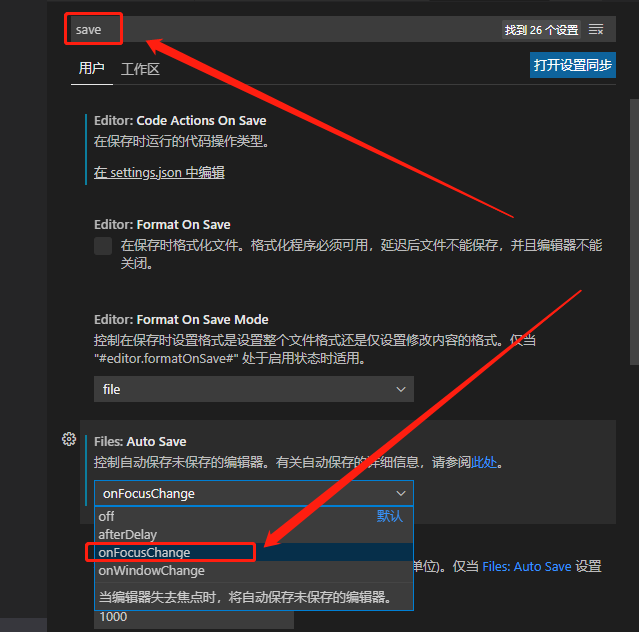 save
找到 26 个设置
用户
工作区
打开设置同步
Editor: Code Actions On Save
在保存时运行的代码操作类型。
在 settings.json 中编辑
Editor: Format On Save
在保存时格式化文件。格式化程序必须可用，延迟后文件不能保存，并且编辑器不能
关闭。
Editor: Format On Save Mode
控制在保存时设置格式是设置整个文件格式还是仅设置修改内容的格式。仅当
"#editor.formatOnSave#" 处于启用状态时适用。
file
Files: Auto Save
控制自动保存未保存的编辑器。有关自动保存的详细信息，请参阅此处。
onFocusChange
off 默认
afterDelay
onFocusChange
onWindowChange
单位)。仅当 Files: Auto Save 设置
当编辑器失去焦点时，将自动保存未保存的编辑器。
1000